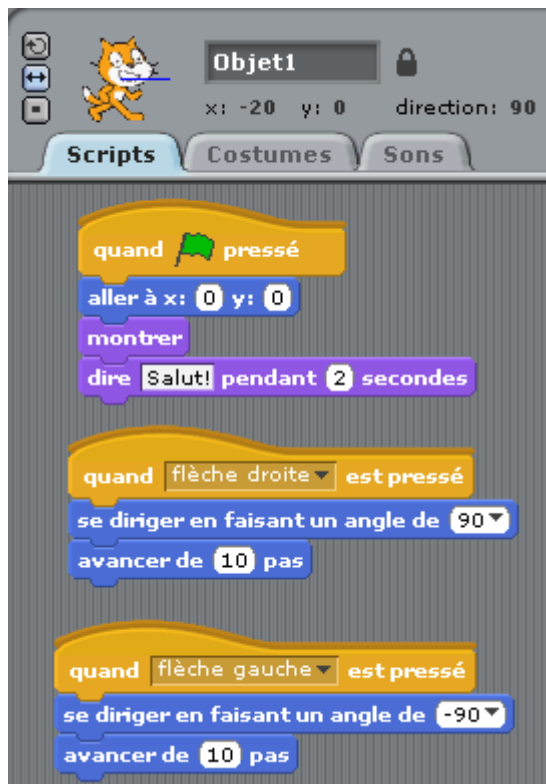 Objet1
x: -20 y: 0 direction: 90
Scripts Costumes Sons
quand pressé
aller à x: 0 y: 0
montrer
dire Salut! pendant 2 secondes
quand flèche droite est pressé
se diriger en faisant un angle de 90
avancer de 10 pas
quand flèche gauche est pressé
se diriger en faisant un angle de -90
avancer de 10 pas